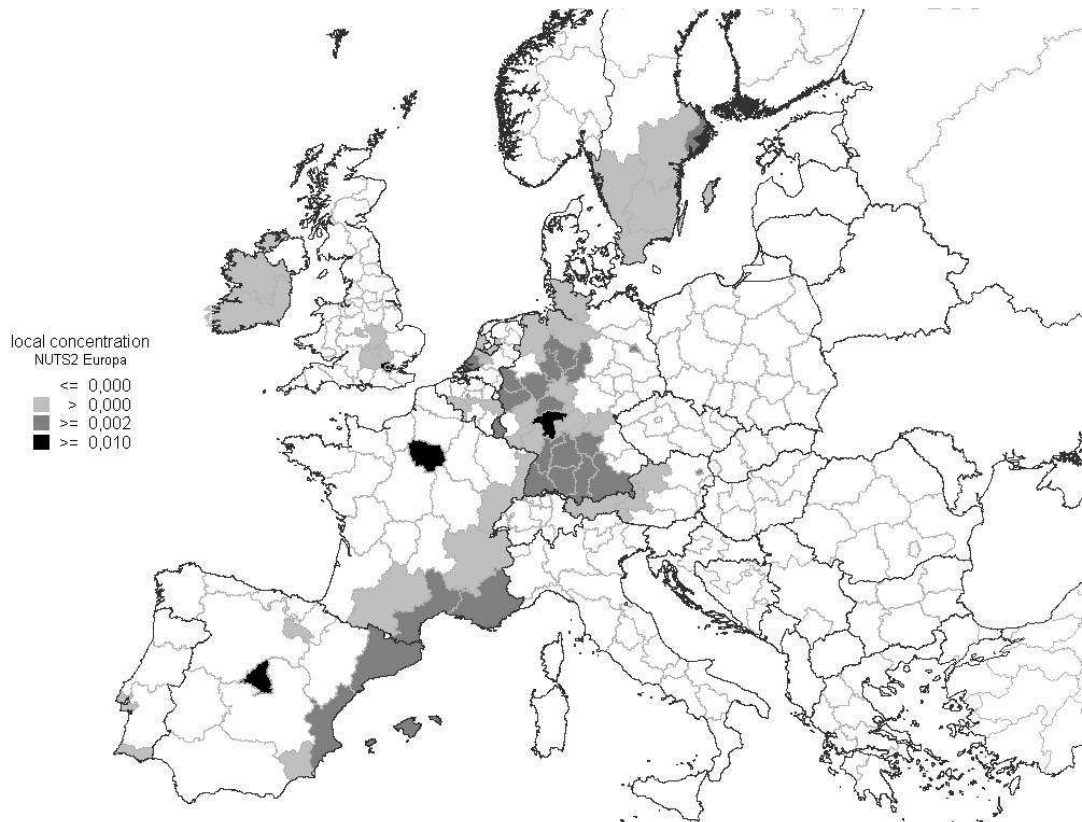 local concentration
NUTS2 Europa
<= 0,000
> 0,000
>= 0,002
>= 0,010